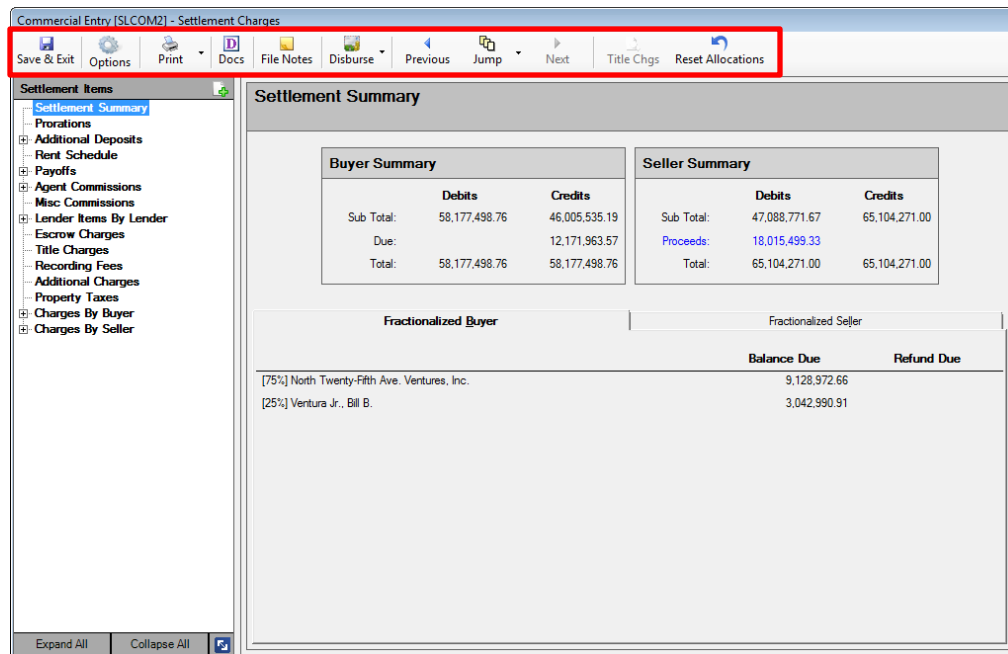 Commercial Entry [SLCOM2] - Settlement Charges
Save & Exit Options Print Docs File Notes Disburse Previous Jump Next Title Chgs Reset Allocations
Settlement Items
Settlement Summary
Prorations
Additional Deposits
Rent Schedule
Payoffs
Agent Commissions
Misc Commissions
Lender Items By Lender
Escrow Charges
Title Charges
Recording Fees
Additional Charges
Property Taxes
Charges By Buyer
Charges By Seller
Expand All Collapse All
Settlement Summary
Buyer Summary
Debits Credits
Sub Total: 58,177,498.76 46,005,535.19
Due: 12,171,963.57
Total: 58,177,498.76 58,177,498.76
Seller Summary
Debits Credits
Sub Total: 47,088,771.67 65,104,271.00
Proceeds: 18,015,499.33
Total: 65,104,271.00 65,104,271.00
Fractionalized Buyer Fractionalized Seller
Balance Due Refund Due
[75%] North Twenty-Fifth Ave. Ventures, Inc. 9,128,972.66
[25%] Ventura Jr., Bill B. 3,042,990.91